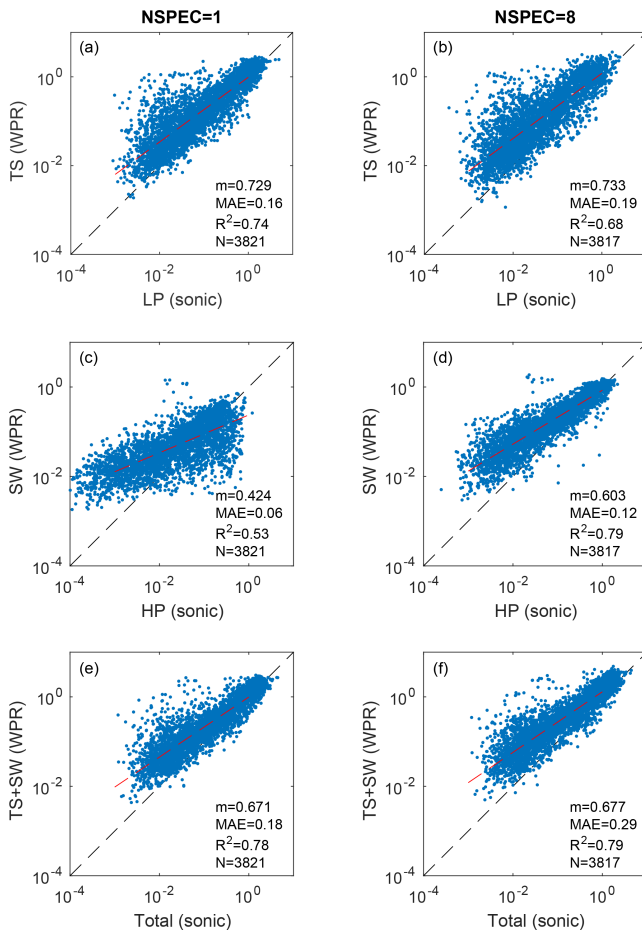 NSPEC=1
NSPEC=8
(a)
TS (WPR)
10^0
10^-2
10^-4
m=0.729
MAE=0.16
R^2=0.74
N=3821
10^-4
10^-2
10^0
LP (sonic)
(b)
TS (WPR)
10^0
10^-2
10^-4
m=0.733
MAE=0.19
R^2=0.68
N=3817
10^-4
10^-2
10^0
LP (sonic)
(c)
SW (WPR)
10^0
10^-2
10^-4
m=0.424
MAE=0.06
R^2=0.53
N=3821
10^-4
10^-2
10^0
HP (sonic)
(d)
SW (WPR)
10^0
10^-2
10^-4
m=0.603
MAE=0.12
R^2=0.79
N=3817
10^-4
10^-2
10^0
HP (sonic)
(e)
TS+SW (WPR)
10^0
10^-2
10^-4
m=0.671
MAE=0.18
R^2=0.78
N=3821
10^-4
10^-2
10^0
Total (sonic)
(f)
TS+SW (WPR)
10^0
10^-2
10^-4
m=0.677
MAE=0.29
R^2=0.79
N=3817
10^-4
10^-2
10^0
Total (sonic)